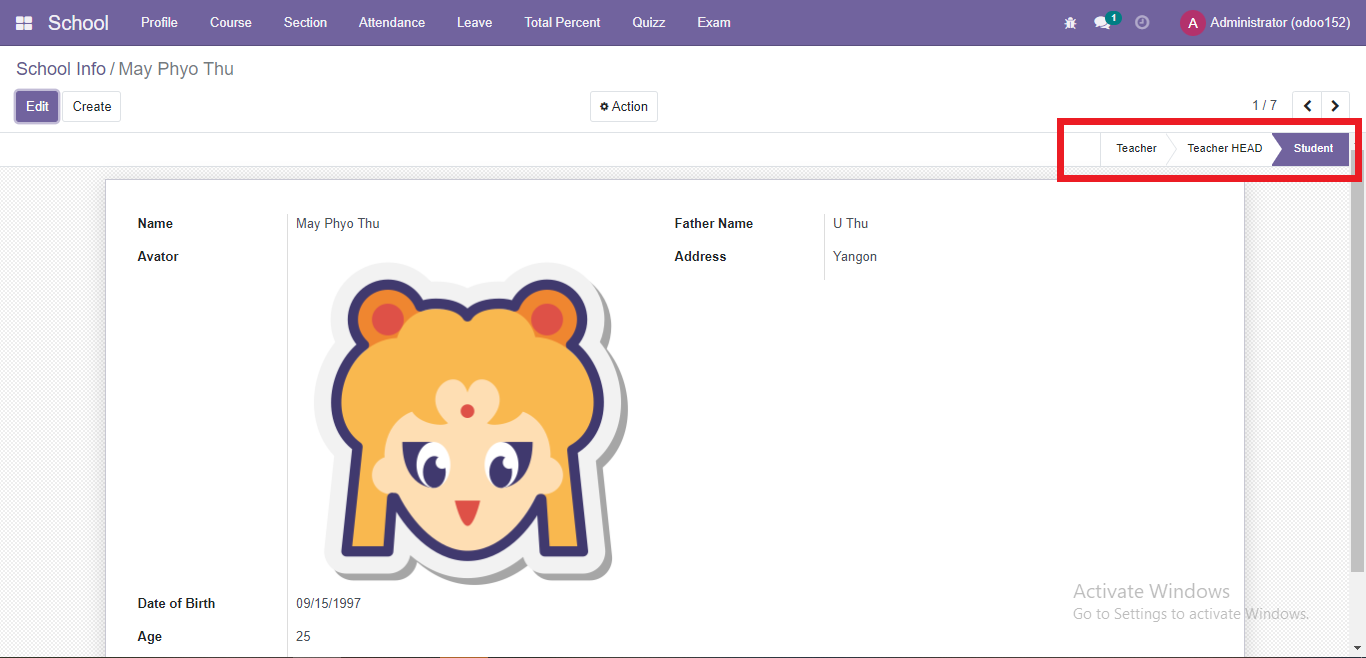 School Profile Course Section Attendance Leave Total Percent Quizz Exam 1 A Administrator (odoo152)
School Info / May Phyo Thu
Edit Create Action 1 / 7
Teacher Teacher HEAD Student
Name May Phyo Thu Father Name U Thu
Avator Address Yangon
Date of Birth 09/15/1997
Age 25
Activate Windows
Go to Settings to activate Windows.